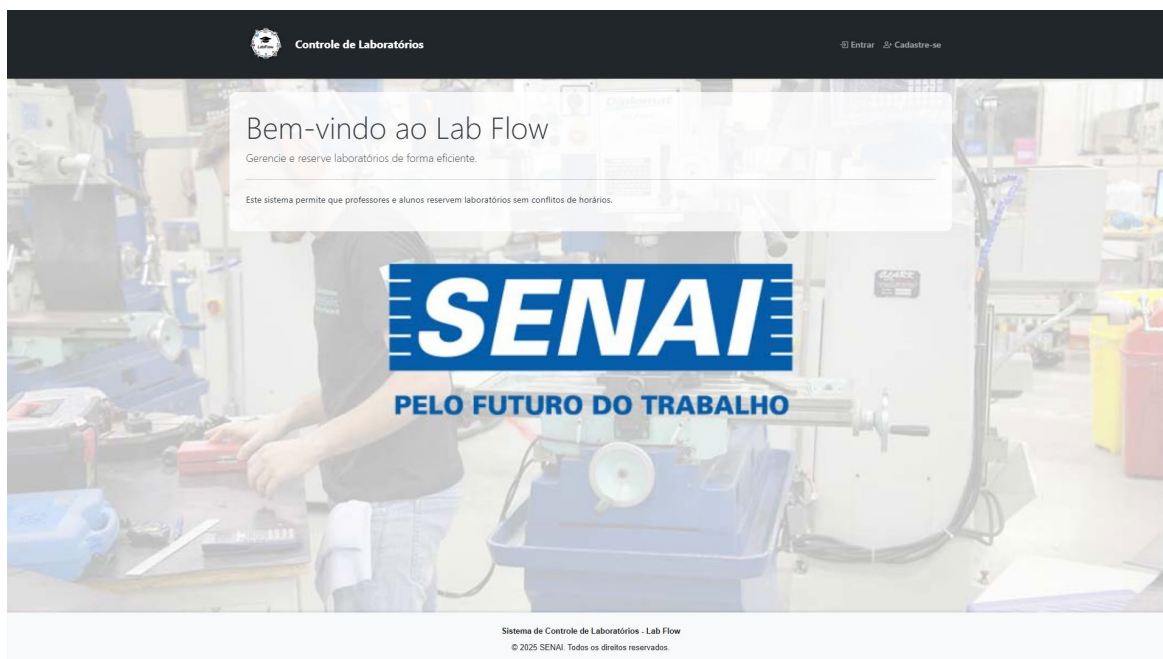 LabFlow
Controle de Laboratórios
Entrar
Cadastre-se
Bem-vindo ao Lab Flow
Gerencie e reserve laboratórios de forma eficiente.
Este sistema permite que professores e alunos reservem laboratórios sem conflitos de horários.
SENAI
PELO FUTURO DO TRABALHO
Sistema de Controle de Laboratórios - Lab Flow
© 2025 SENAI. Todos os direitos reservados.